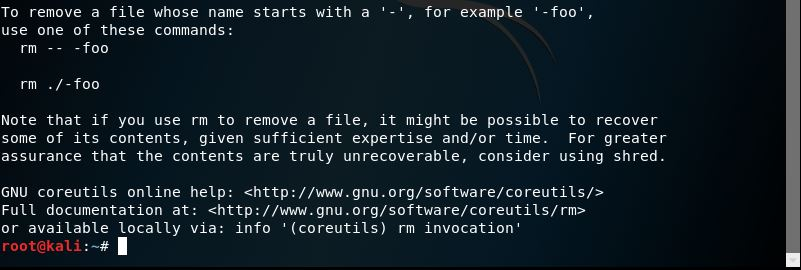 To remove a file whose name starts with a '-', for example '-foo',
use one of these commands:
rm -- -foo
rm ./-foo
Note that if you use rm to remove a file, it might be possible to recover
some of its contents, given sufficient expertise and/or time.  For greater
assurance that the contents are truly unrecoverable, consider using shred.
GNU coreutils online help: <http://www.gnu.org/software/coreutils/>
Full documentation at: <http://www.gnu.org/software/coreutils/rm>
or available locally via: info '(coreutils) rm invocation'
root@kali:~#